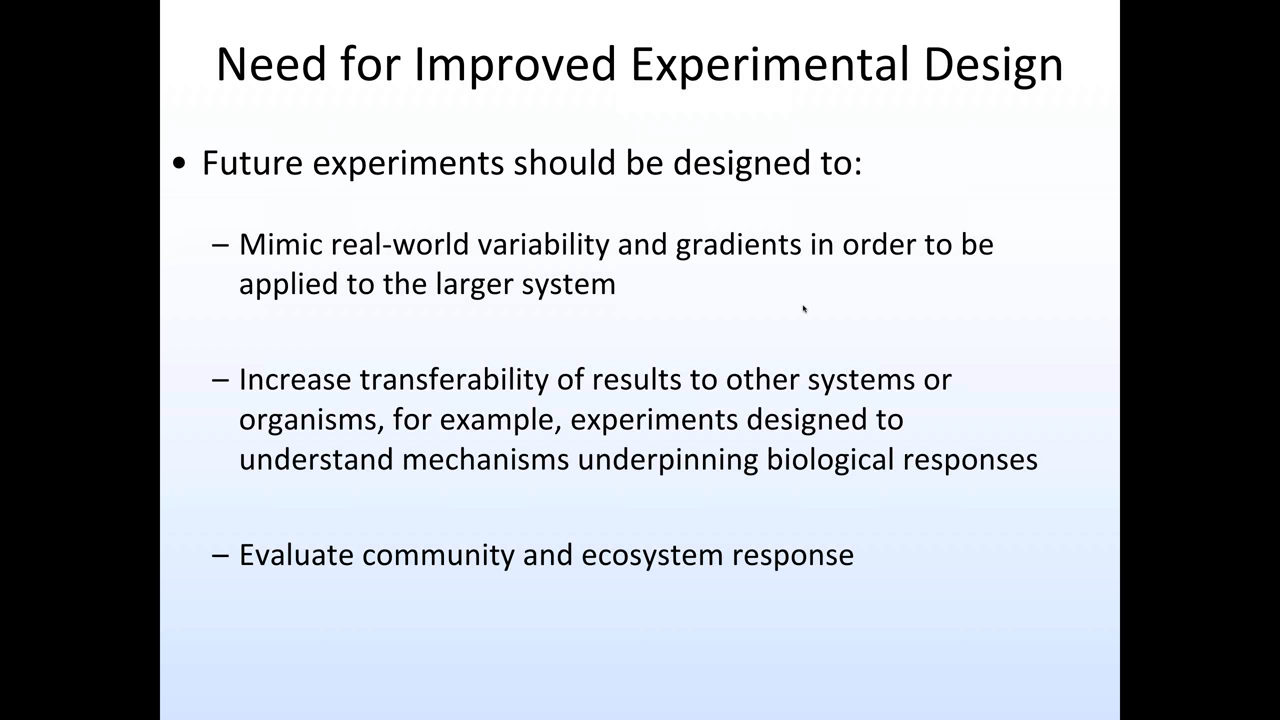 Need for Improved Experimental Design
• Future experiments should be designed to:
– Mimic real-world variability and gradients in order to be
applied to the larger system
– Increase transferability of results to other systems or
organisms, for example, experiments designed to
understand mechanisms underpinning biological responses
– Evaluate community and ecosystem response